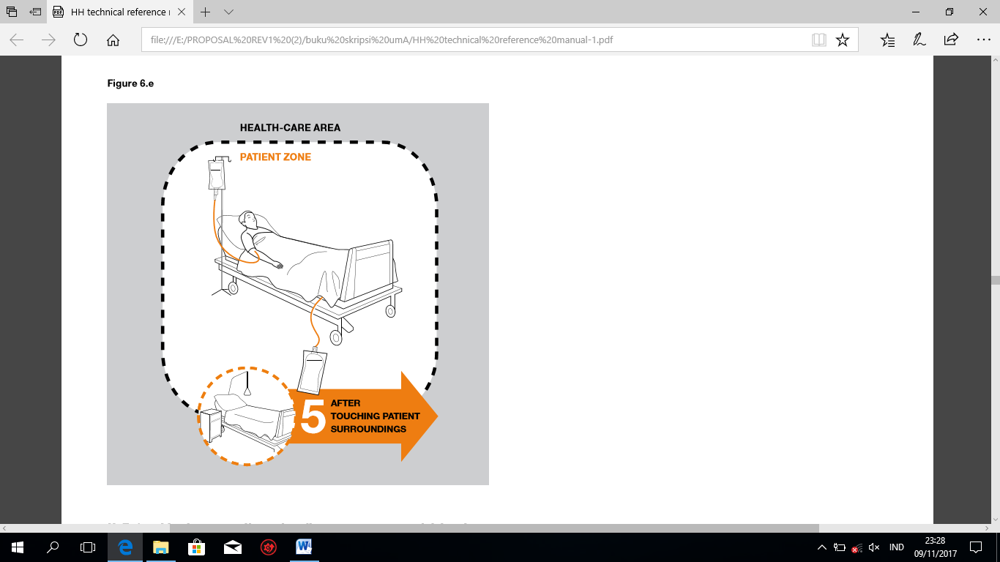 HH technical reference
file:///E:/PROPOSAL%20REV1%20(2)/buku%20skripsi%20umA/HH%20technical%20reference%20manual-1.pdf
Figure 6.e
HEALTH-CARE AREA
PATIENT ZONE
5
AFTER
TOUCHING PATIENT
SURROUNDINGS
IND
23:28
09/11/2017